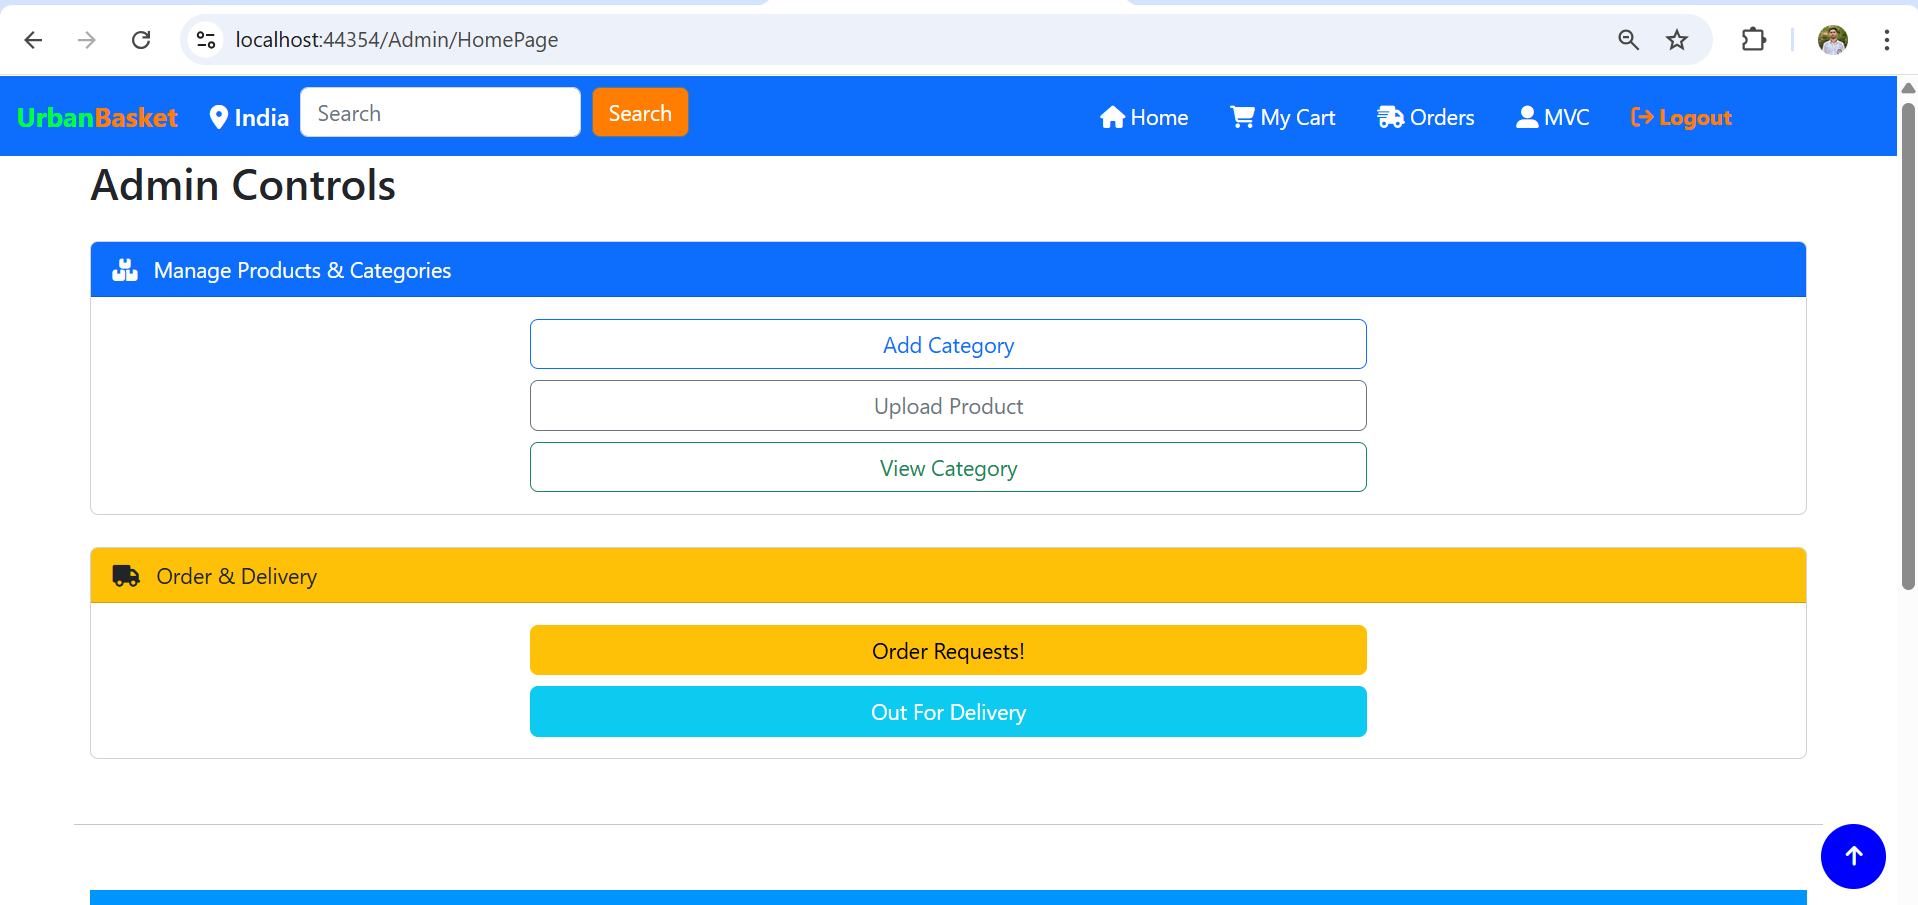 localhost:44354/Admin/HomePage
UrbanBasket India Search Search Home My Cart Orders MVC Logout
Admin Controls
Manage Products & Categories
Add Category
Upload Product
View Category
Order & Delivery
Order Requests!
Out For Delivery